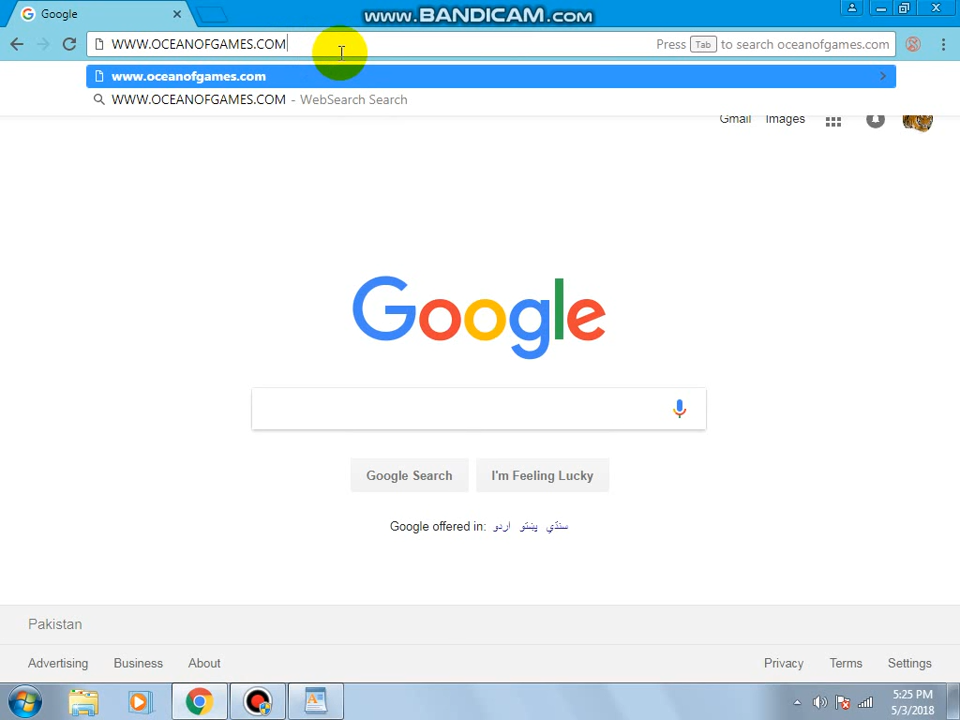 Google
WWW.BANDICAM.COM
WWW.OCEANOFGAMES.COM
Press Tab to search oceanofgames.com
www.oceanofgames.com
WWW.OCEANOFGAMES.COM - WebSearch Search
Gmail Images
Google
Google Search I'm Feeling Lucky
Google offered in: اردو پښتو سنڌي
Pakistan
Advertising Business About
Privacy Terms Settings
5:25 PM
5/3/2018